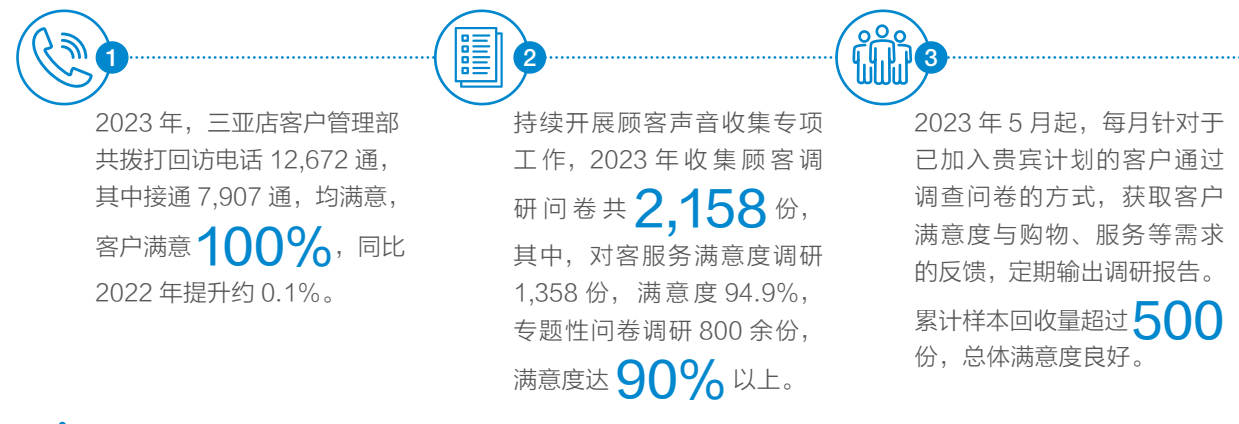 1
2023 年，三亚店客户管理部
共拨打回访电话 12,672 通，
其中接通 7,907 通，均满意，
客户满意 100%，同比
2022 年提升约 0.1%。
2
持续开展顾客声音收集专项
工作，2023 年收集顾客调
研问卷共 2,158 份，
其中，对客服务满意度调研
1,358 份，满意度 94.9%，
专题性问卷调研 800 余份，
满意度达 90% 以上。
3
2023 年 5 月起，每月针对于
已加入贵宾计划的客户通过
调查问卷的方式，获取客户
满意度与购物、服务等需求
的反馈，定期输出调研报告。
累计样本回收量超过 500
份，总体满意度良好。